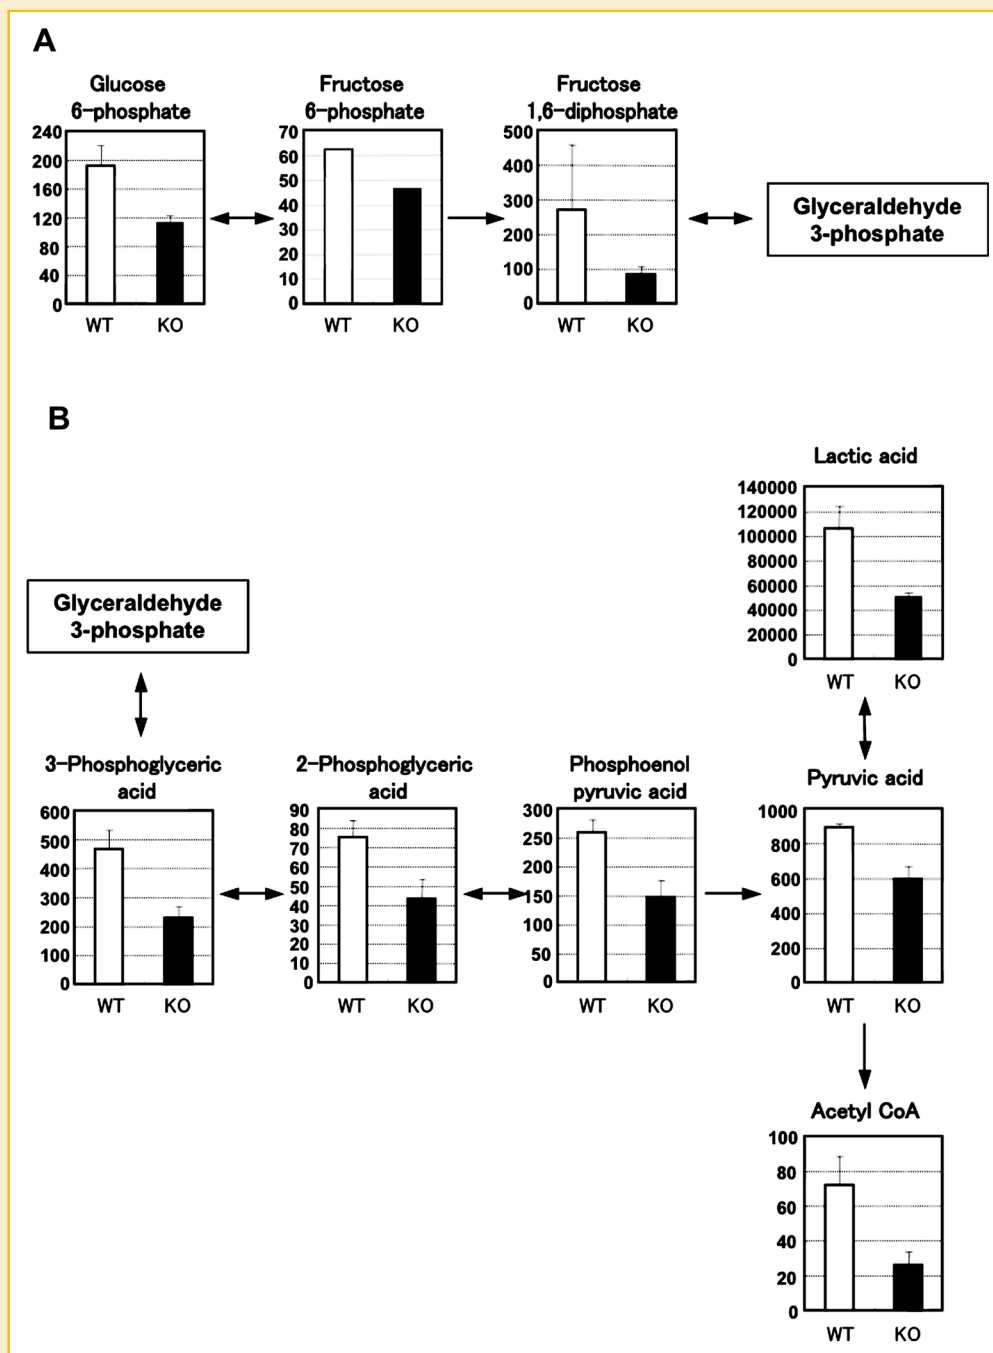 A
Glucose
6-phosphate
240
200
160
120
80
40
0
WT KO
Fructose
6-phosphate
70
60
50
40
30
20
10
0
WT KO
Fructose
1,6-diphosphate
500
400
300
200
100
0
WT KO
Glyceraldehyde
3-phosphate
B
Lactic acid
140000
120000
100000
80000
60000
40000
20000
0
WT KO
Glyceraldehyde
3-phosphate
3-Phosphoglyceric
acid
600
500
400
300
200
100
0
WT KO
2-Phosphoglyceric
acid
90
80
70
60
50
40
30
20
10
0
WT KO
Phosphoenol
pyruvic acid
300
250
200
150
100
50
0
WT KO
Pyruvic acid
1000
800
600
400
200
0
WT KO
Acetyl CoA
100
80
60
40
20
0
WT KO